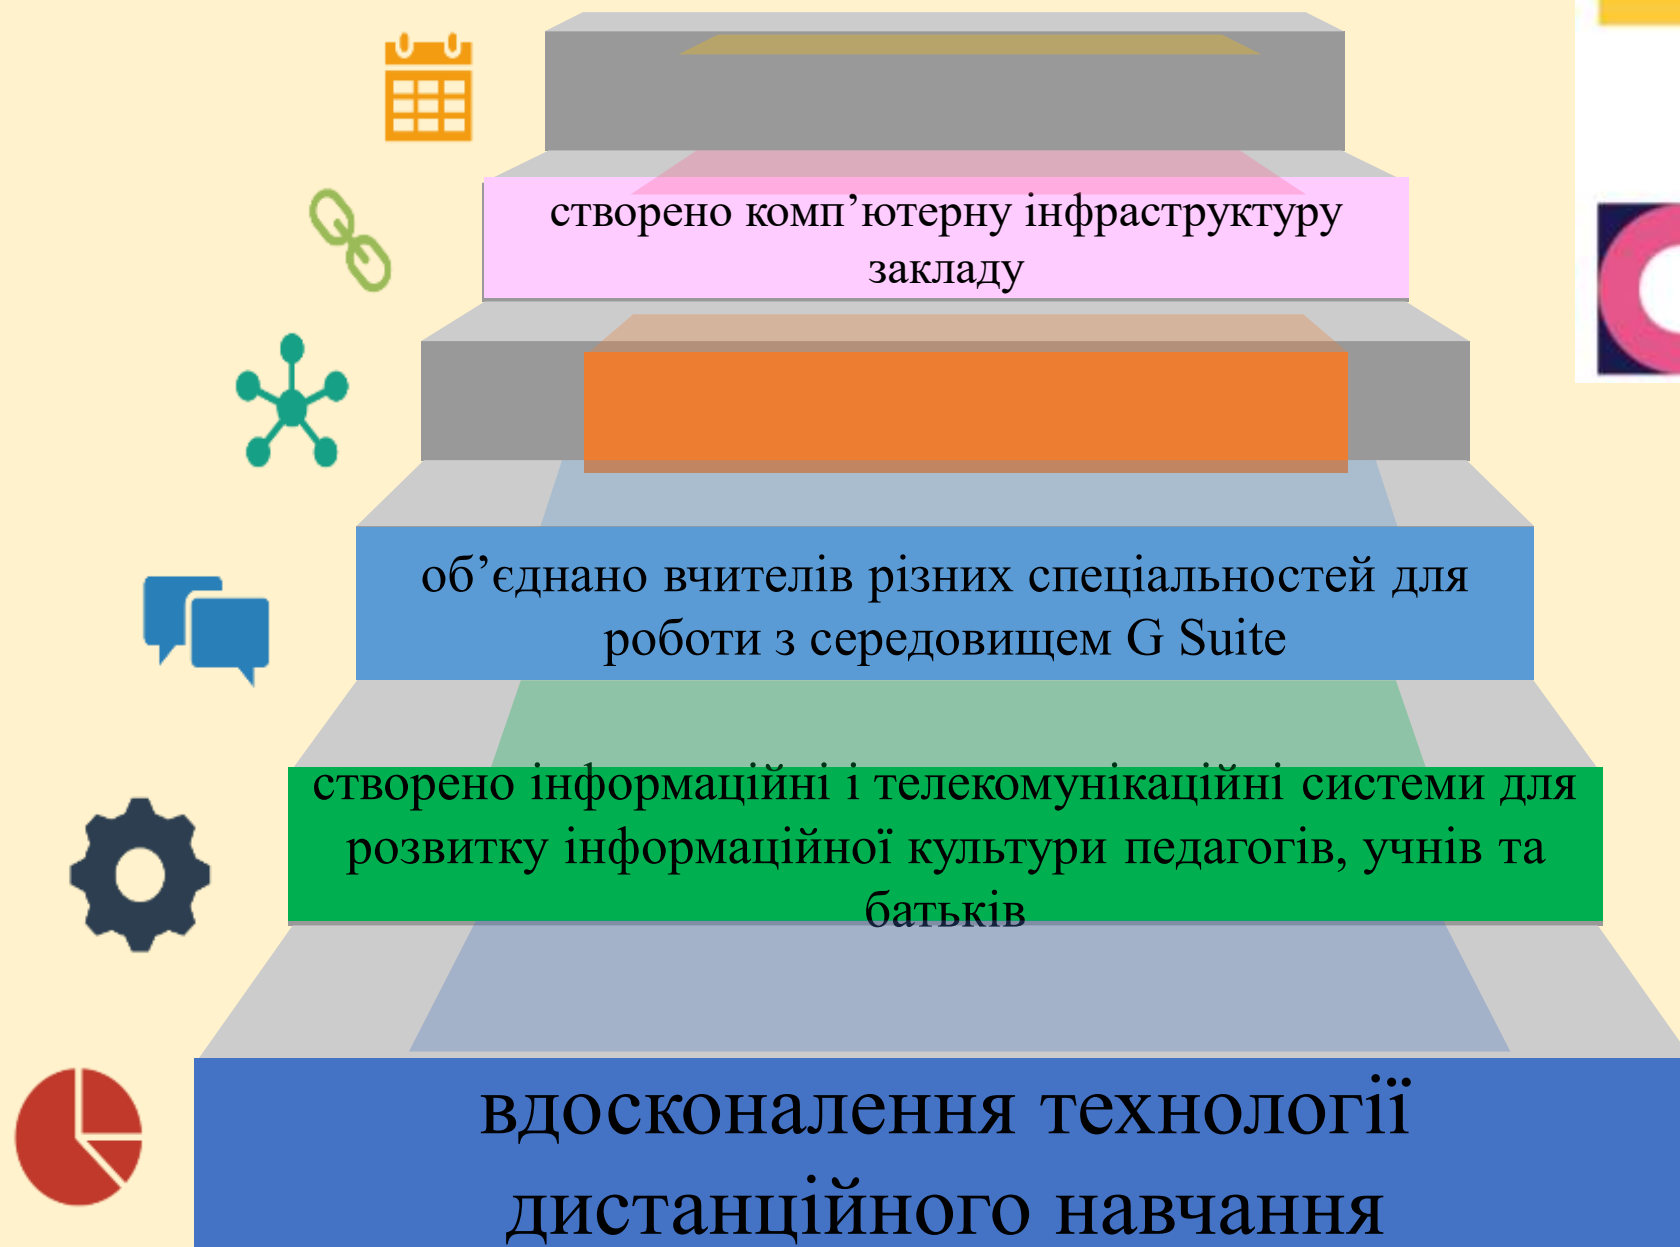 створено комп’ютерну інфраструктуру
закладу
об’єднано вчителів різних спеціальностей для
роботи з середовищем G Suite
створено інформаційні і телекомунікаційні системи для
розвитку інформаційної культури педагогів, учнів та
батьків
вдосконалення технології
дистанційного навчання